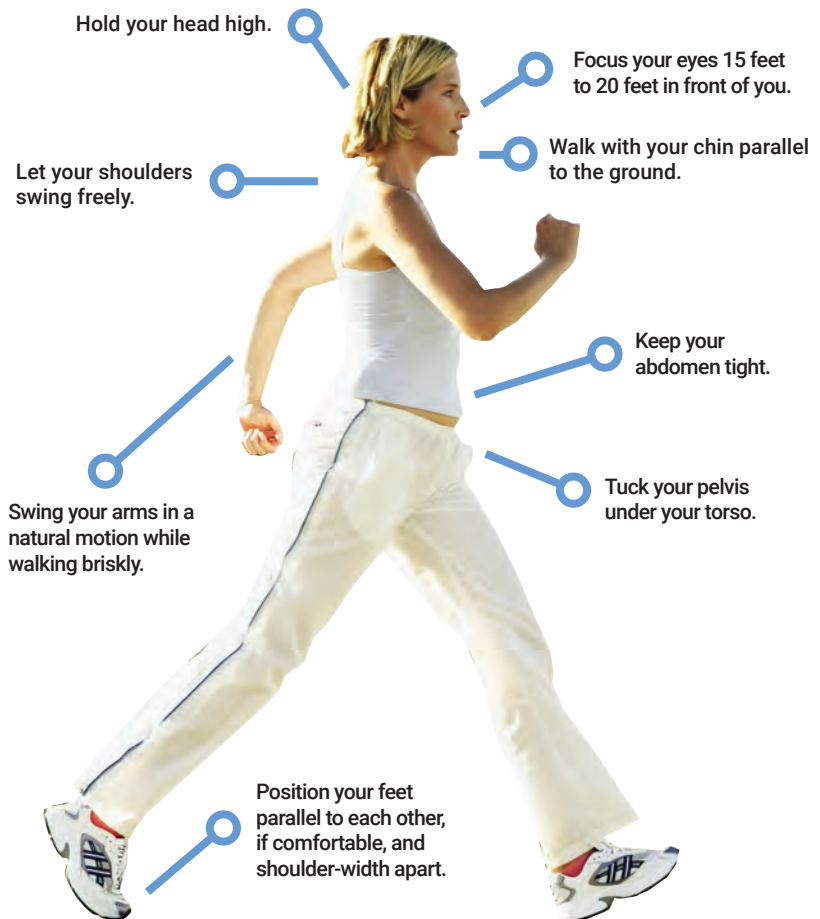 Hold your head high.
Focus your eyes 15 feet
to 20 feet in front of you.
Walk with your chin parallel
to the ground.
Let your shoulders
swing freely.
Keep your
abdomen tight.
Tuck your pelvis
under your torso.
Swing your arms in a
natural motion while
walking briskly.
Position your feet
parallel to each other,
if comfortable, and
shoulder-width apart.